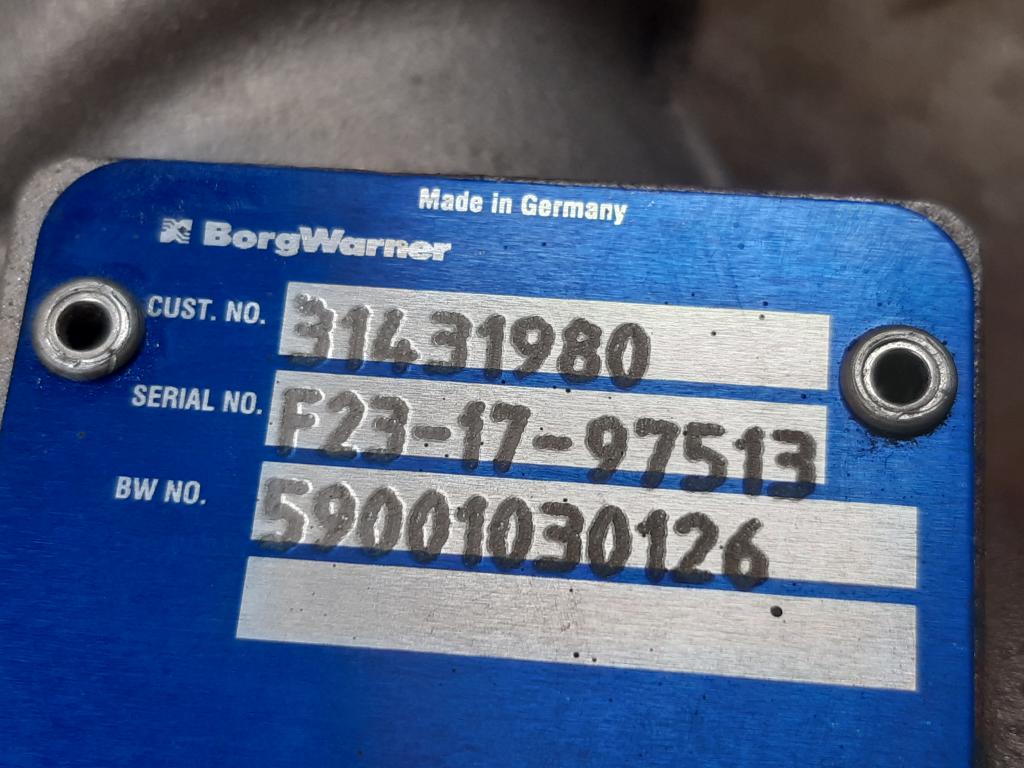 Made in Germany
BorgWarner
CUST. NO. 31431980
SERIAL NO. F23-17-97513
BW NO. 59001030126